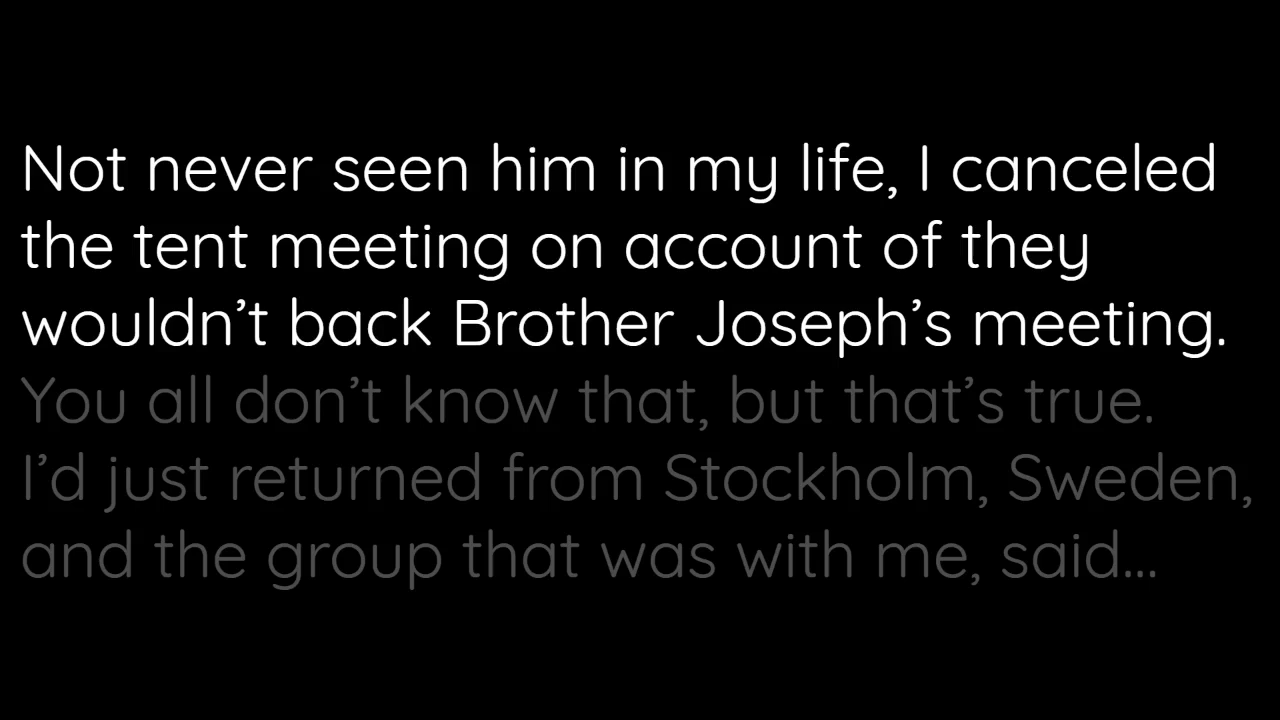 Not never seen him in my life, I canceled
the tent meeting on account of they
wouldn’t back Brother Joseph’s meeting.
You all don’t know that, but that’s true.
I’d just returned from Stockholm, Sweden,
and the group that was with me, said...